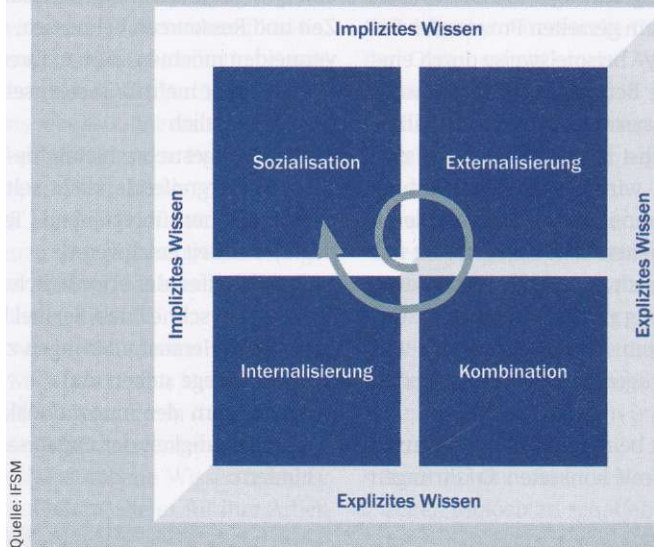 Implizites Wissen
Sozialisation
Externalisierung
Implizites Wissen
Explizites Wissen
Internalisierung
Kombination
Explizites Wissen
Quelle: IFSM